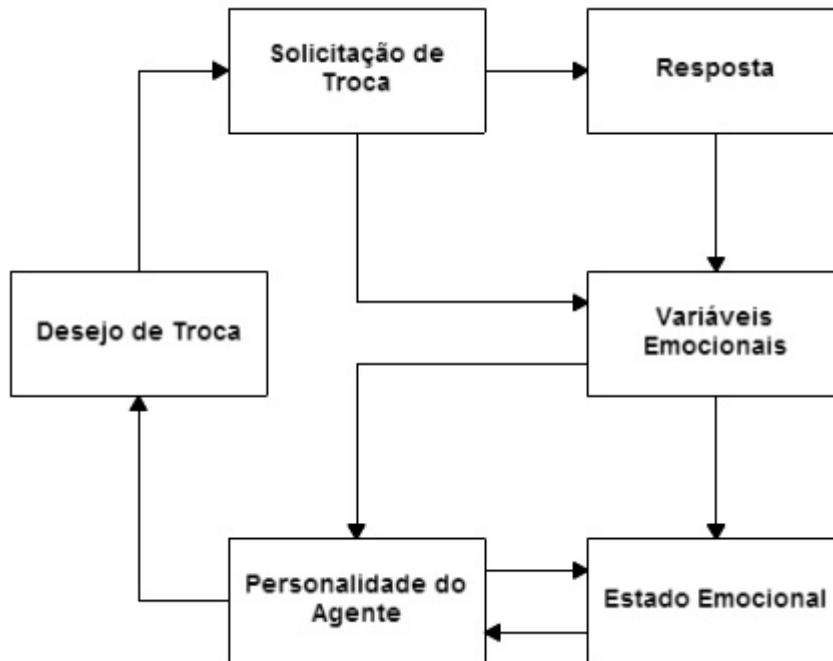 Solicitação de
Troca
Resposta
Desejo de Troca
Variáveis
Emocionais
Personalidade do
Agente
Estado Emocional